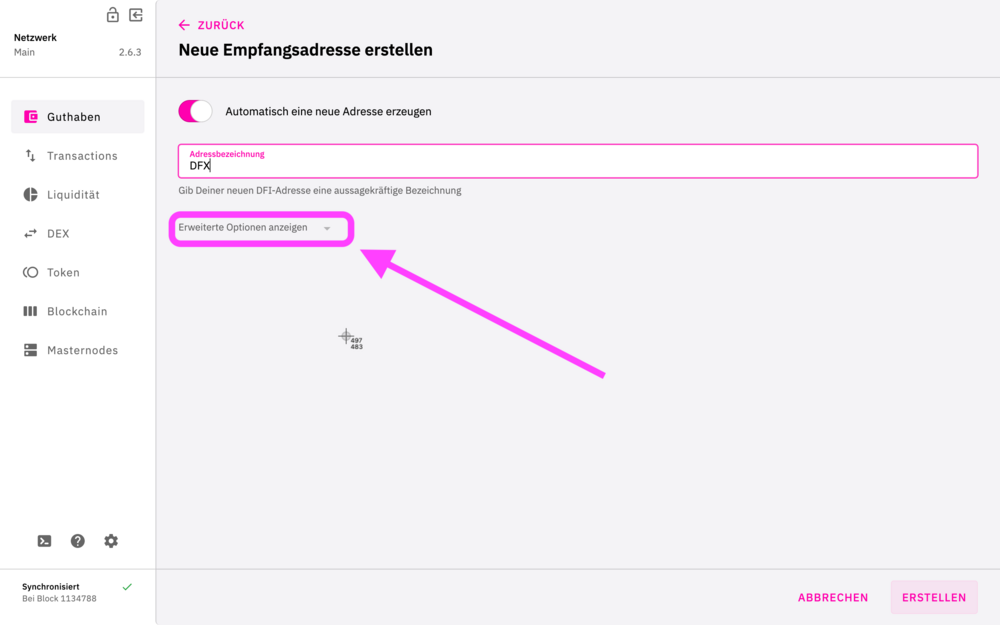 Netzwerk
Main 2.6.3
Guthaben
Transactions
Liquidität
DEX
Token
Blockchain
Masternodes
Synchronisiert
Bei Block 1134788
ZURÜCK
Neue Empfangsadresse erstellen
Automatisch eine neue Adresse erzeugen
Adressbezeichnung
DFX
Gib Deiner neuen DFI-Adresse eine aussagekräftige Bezeichnung
Erweiterte Optionen anzeigen
497
483
ABBRECHEN ERSTELLEN